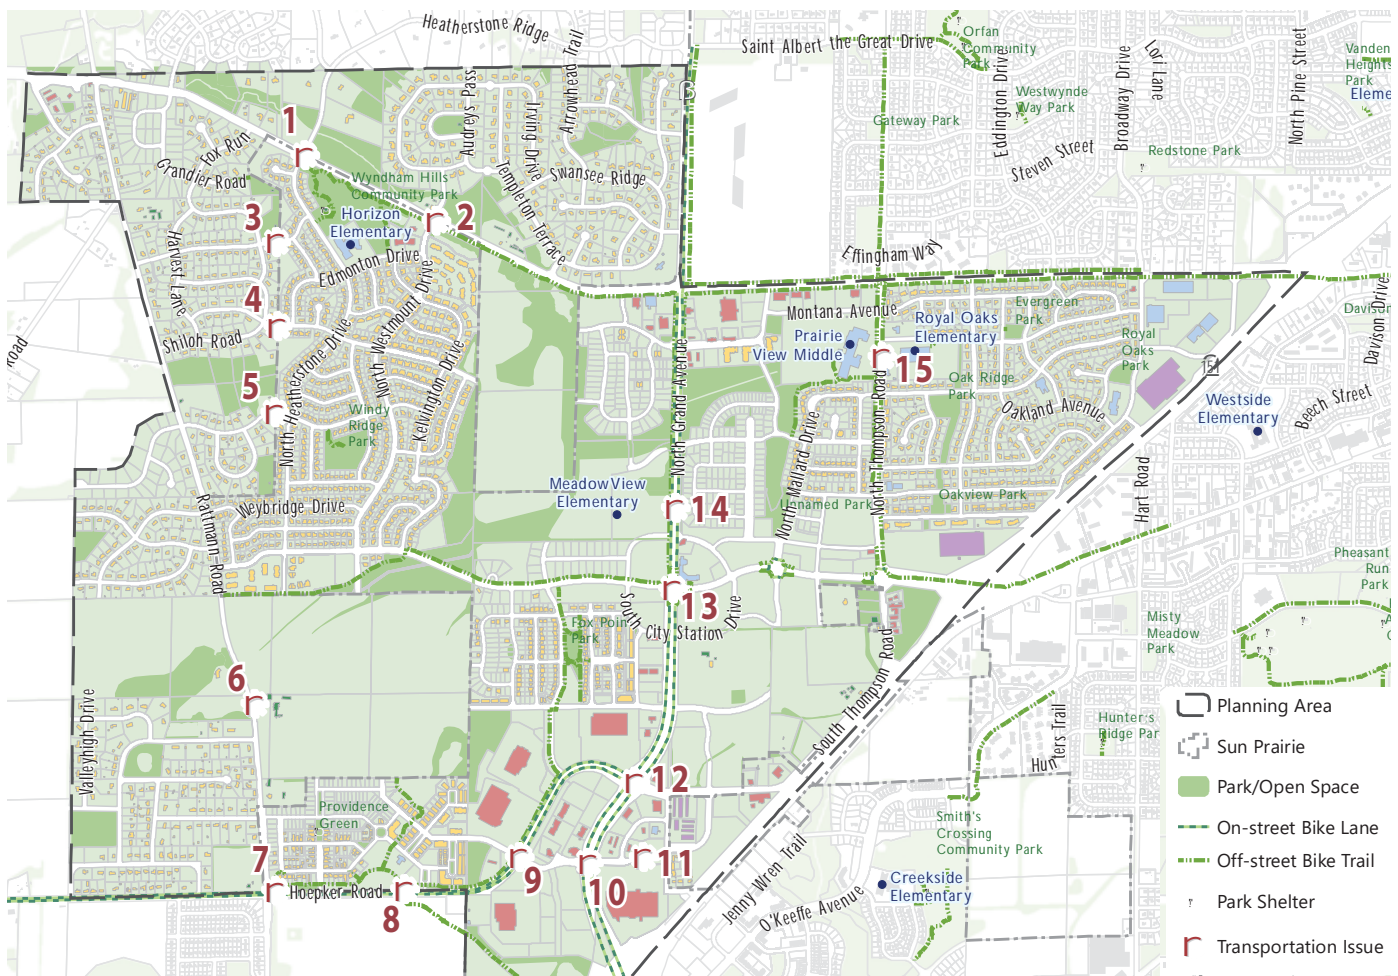 Heatherstone Ridge
Saint Albert the Great Drive
Orfan
Community
Park
Eddington Drive
Broadway Drive
Lori Lane
North Pine Street
Vanden
Heights
Park
Eleme
Westwynde
Way Park
Gateway Park
Steven Street
Redstone Park
Audreys Pass
Irving Drive
Arrowhead Trail
1
Fox Run
Grandier Road
Wyndham Hills
Community Park
Templeton Terrace
Swansee Ridge
3
Horizon
Elementary
2
Harvest Lane
Edmonton Drive
Effingham Way
4
North Westmount Drive
Montana Avenue
Evergreen
Park
Davison
Davison Drive
Shiloh Road
North Heatherstone Drive
Kelvington Drive
Prairie
View Middle
Royal Oaks
Elementary
Royal
Oaks
Park
road
North Grand Avenue
15
151
5
Oak Ridge
Park
Westside
Elementary
Beech Street
Windy
Ridge
Park
Oakland Avenue
North Mallard Drive
North Thompson Road
Rattmann Road
Weybridge Drive
Meadow View
Elementary
14
Unnamed Park
Oakview Park
Hart Road
Pheasant
Run
Park
13
Fox Point
Park
South City Station Drive
Misty
Meadow
Park
6
South Thompson Road
Valleyhigh Drive
Hunters Trail
Hunter's
Ridge Par
Planning Area
Sun Prairie
Park/Open Space
On-street Bike Lane
Off-street Bike Trail
Park Shelter
Transportation Issue
12
Providence
Green
Smith's
Crossing
Community Park
7
8
Hoepker Road
9
10
11
Jenny Wren Trail
O'Keeffe Avenue
Creekside
Elementary